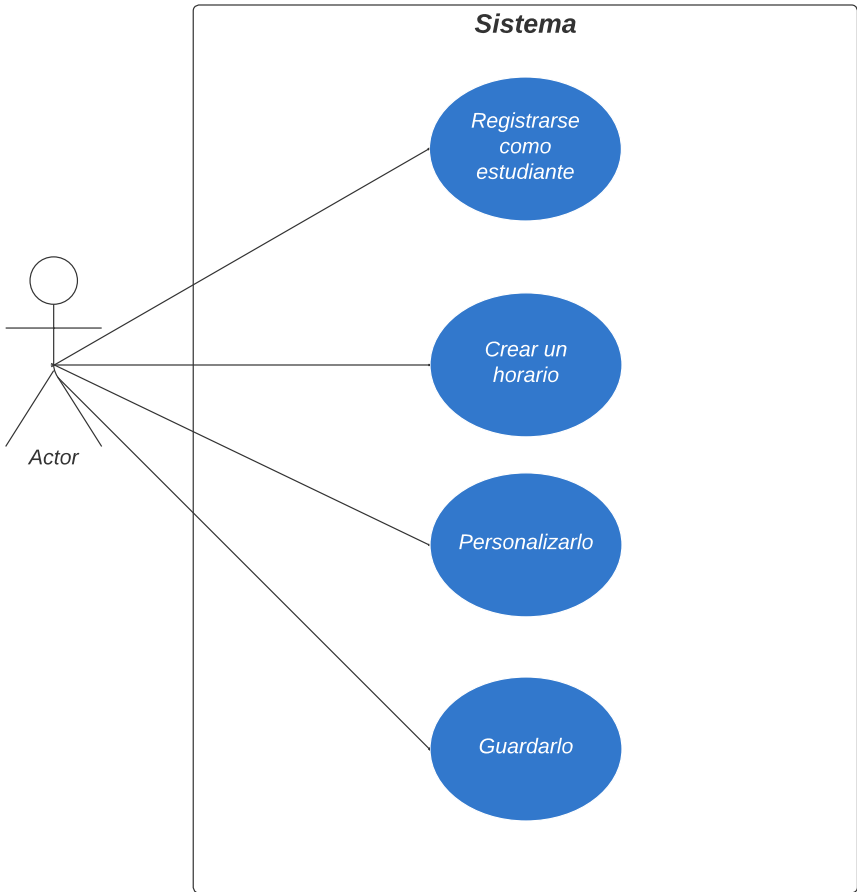 Sistema
Registrarse
como
estudiante
Crear un
horario
Actor
Personalizarlo
Guardarlo